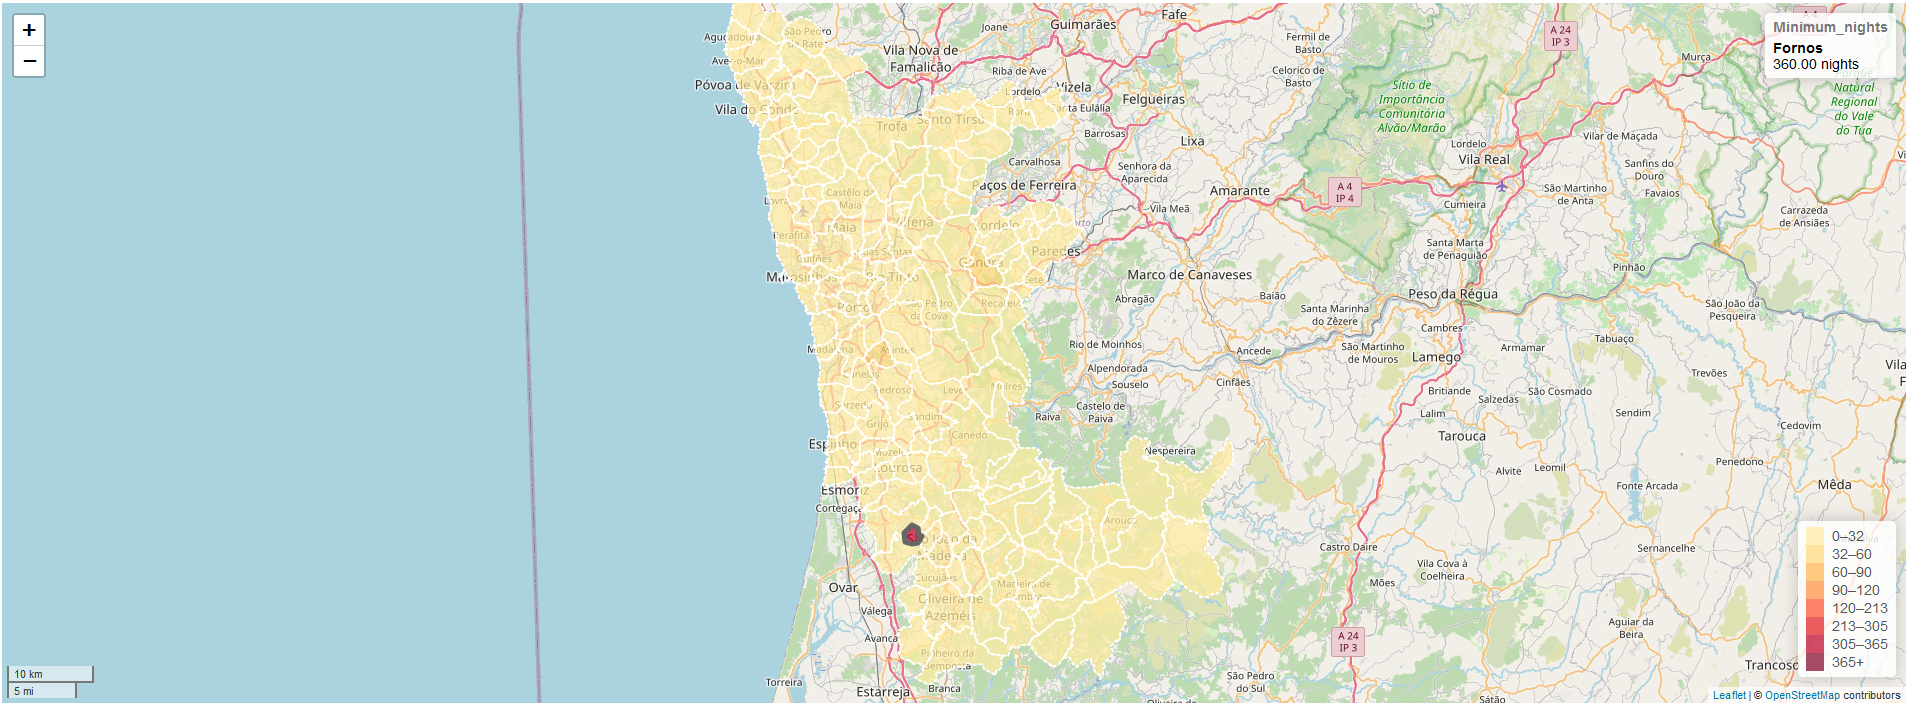 +
−
Minimum_nights
Fornos
360.00 nights
A 24
IP 3
Fafe
Guimarães
Joane
São Pedro
de Rates
Vila Nova de
Famalicão
Fermil de
Basto
Murça
Riba de Ave
Celorico de
Basto
Póvoa de Varzim
Vizela
Lordelo
Felgueiras
Sítio de
Importância
Comunitária
Alvão/Marão
Parque
Natural
Regional
do Vale
do Tua
Vila do Conde
Santo Tirso
Trofa
Barrosas
Vilar de Maçada
Lixa
Lordelo
Vila Real
Carvalhosa
Senhora da
Aparecida
Sanfins do
Douro
Paços de Ferreira
Amarante
A 4
IP 4
São Martinho
de Anta
Favaios
Castêlo da
Maia
Lavra
Vila Meã
Cumieira
Carrazeda
de Ansiães
Alfena
Lordelo
Maia
Perafita
Paredes
Santa Marta
de Penaguião
Guifões
Gandra
Matosinhos
Rio Tinto
Marco de Canaveses
Pinhão
Baião
Peso da Régua
Abragão
Porto
São Pedro
da Cova
Recarei
Santa Marinha
do Zêzere
São João da
Pesqueira
Cambres
Madalena
Avintes
Rio de Moinhos
Ancede
São Martinho
de Mouros
Lamego
Armamar
Tabuaço
Vila
F
Canelas
Alpendorada
Souselo
Cinfães
Trevões
Pedroso
Lever
Melres
Britiande
Salzedas
São Cosmado
Serzedo
Sandim
Raiva
Castelo de
Paiva
Lalim
Sendim
Grijó
Canedo
Tarouca
Cedovim
Espinho
Mozelos
Nespereira
Lourosa
Alvite
Leomil
Penedono
Esmoriz
Fonte Arcada
Mêda
Cortegaça
Arouca
São João da
Madeira
Castro Daire
Sernancelhe
Cucujães
Mões
Vila Cova à
Coelheira
Ovar
Madeira de
Oliveira de
Azeméis
Válega
Aguiar da
Beira
Avanca
A 24
IP 3
Pinheiro da
Bemposta
Torreira
Estarreja
Branca
São Pedro
do Sul
Sátão
Trancoso
0–32
32–60
60–90
90–120
120–213
213–305
305–365
365+
10 km
5 mi
Leaflet | © OpenStreetMap contributors